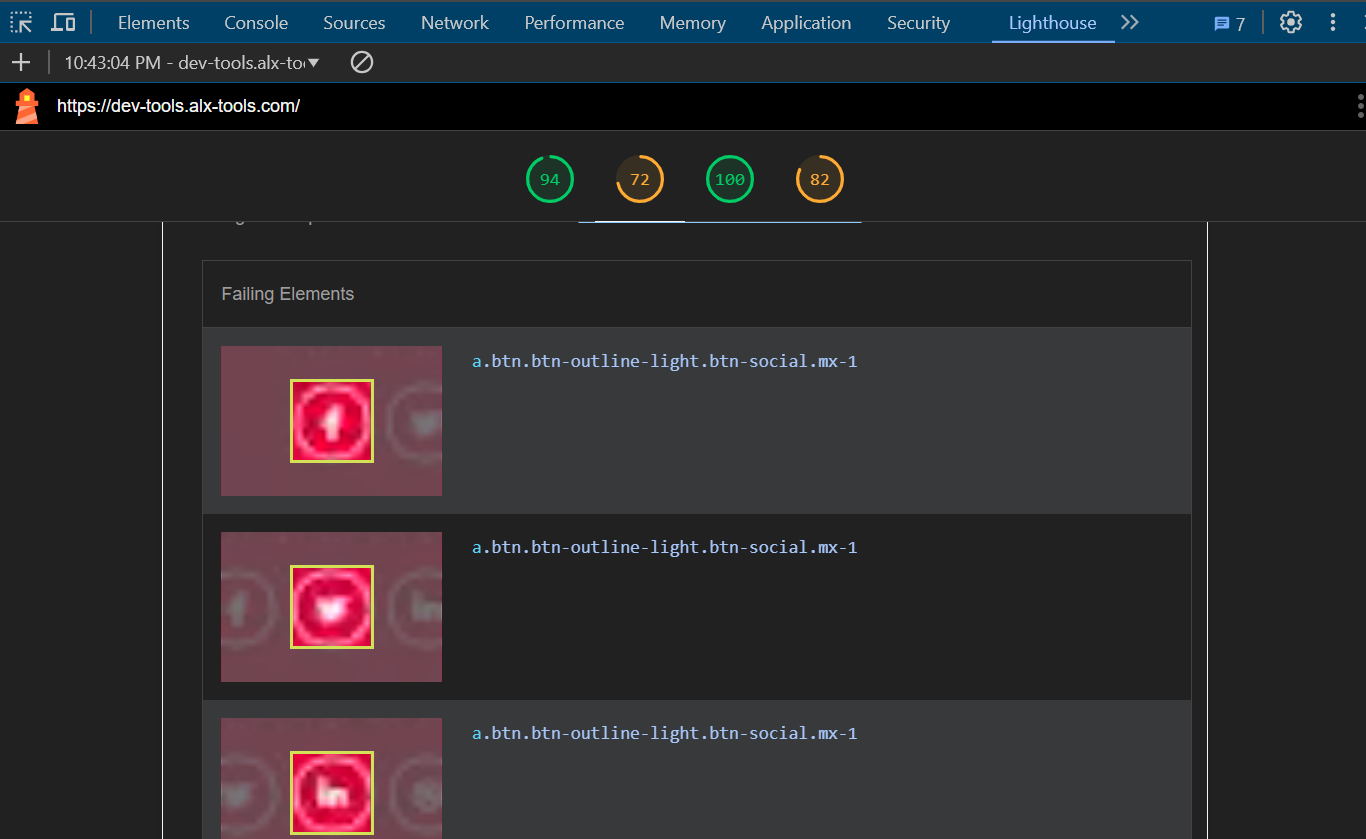 Elements Console Sources Network Performance Memory Application Security Lighthouse 7
10:43:04 PM - dev-tools.alx-to
https://dev-tools.alx-tools.com/
94 72 100 82
Failing Elements
a.btn.btn-outline-light.btn-social.mx-1
a.btn.btn-outline-light.btn-social.mx-1
in
a.btn.btn-outline-light.btn-social.mx-1
in